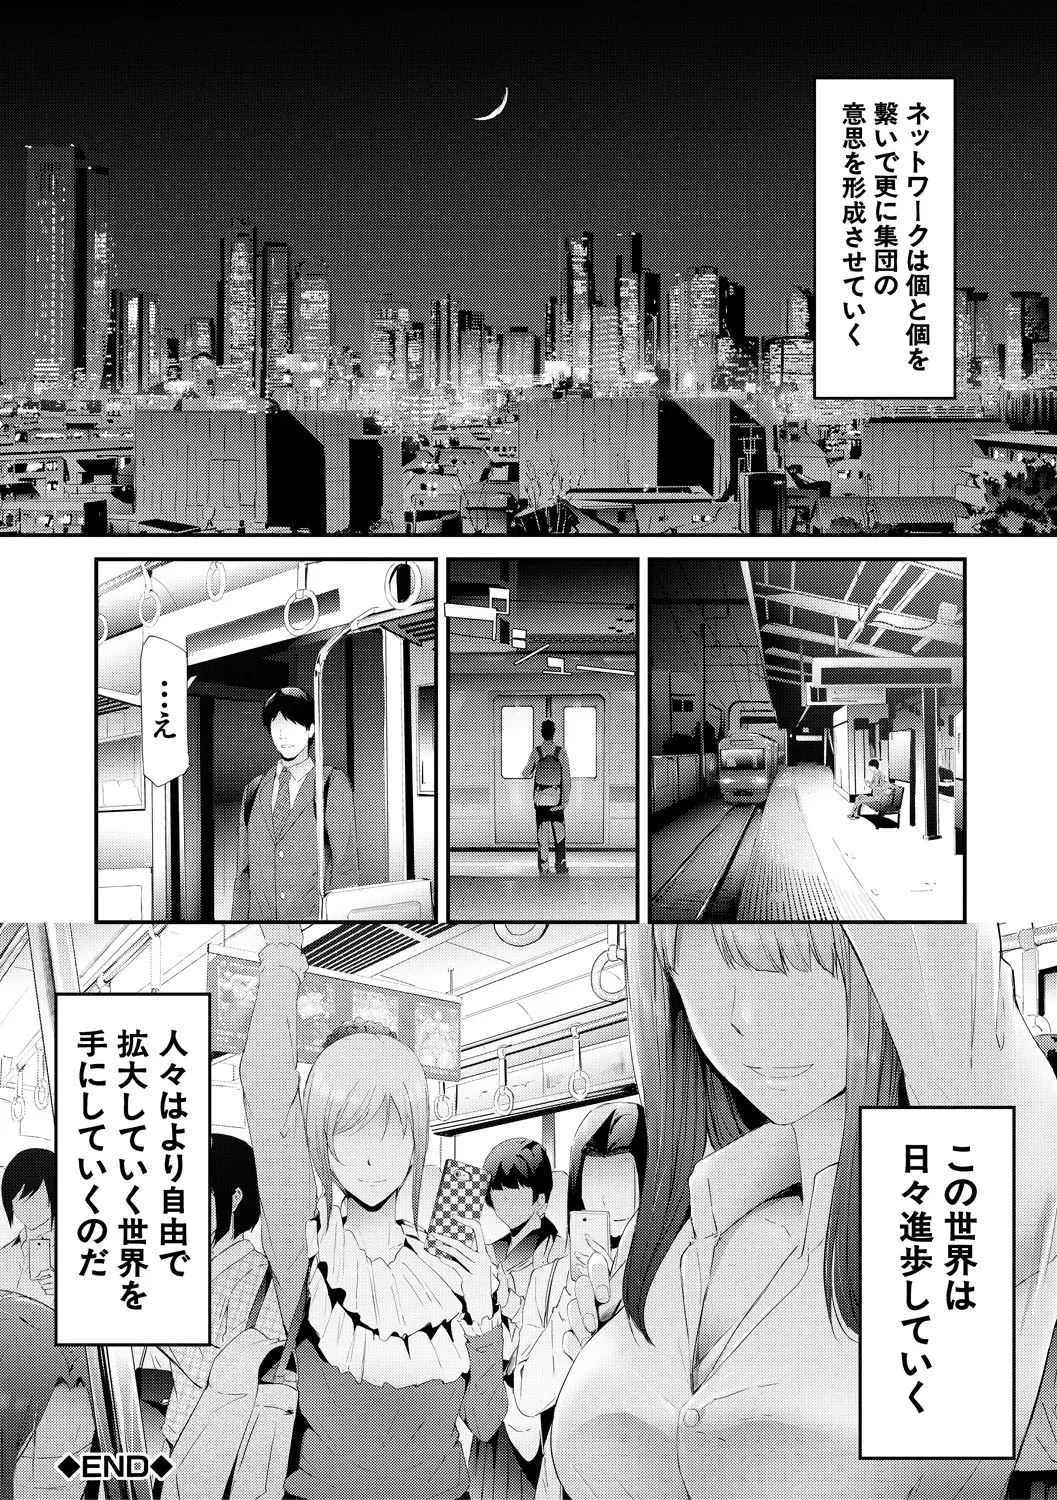 ネットワークは個と個を
繋いで更に集団の
意思を形成させていく
…え
この世界は
日々進歩していく
人々はより自由で
拡大していく世界を
手にしていくのだ
◆END◆